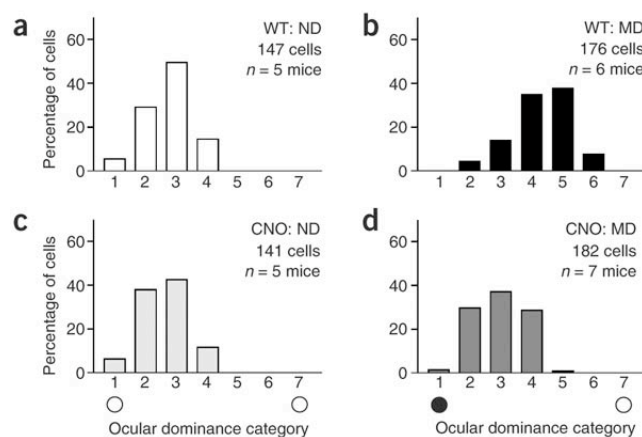 a
WT: ND
147 cells
n = 5 mice
Percentage of cells
60
40
20
0
1 2 3 4 5 6 7
b
WT: MD
176 cells
n = 6 mice
60
40
20
0
1 2 3 4 5 6 7
c
CNO: ND
141 cells
n = 5 mice
Percentage of cells
60
40
20
0
1 2 3 4 5 6 7
Ocular dominance category
d
CNO: MD
182 cells
n = 7 mice
60
40
20
0
1 2 3 4 5 6 7
Ocular dominance category